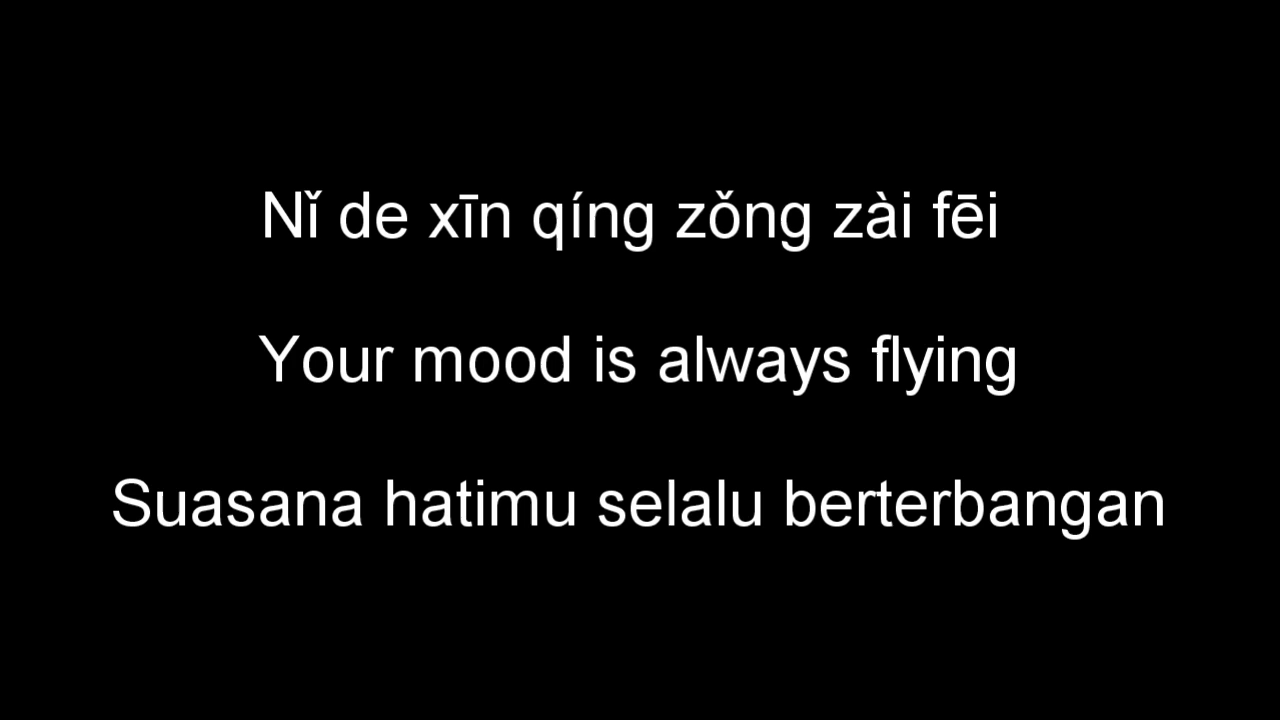 Nǐ de xīn qíng zǒng zài fēi
Your mood is always flying
Suasana hatimu selalu berterbangan